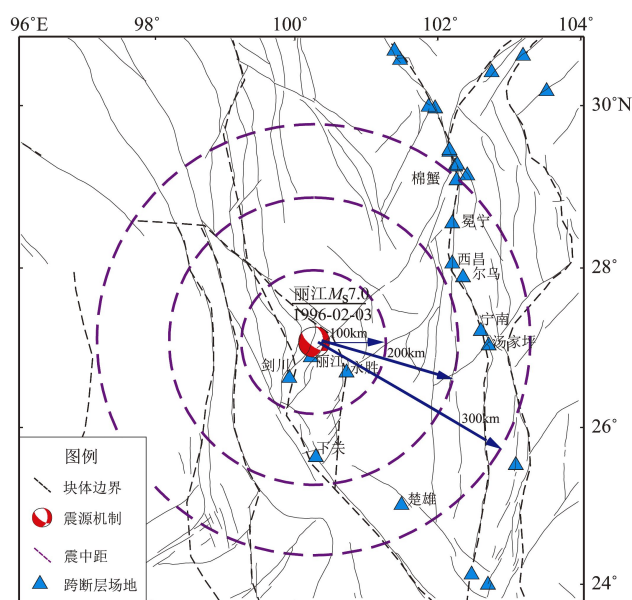 96°E 98° 100° 102° 104°
30°N
棉蟹
冕宁
西昌
28°
尔乌
丽江Ms7.0
1996-02-03
宁南
100km
汤家坪
200km
剑川
丽江
永胜
300km
下关
26°
图例
块体边界
楚雄
震源机制
震中距
跨断层场地
24°